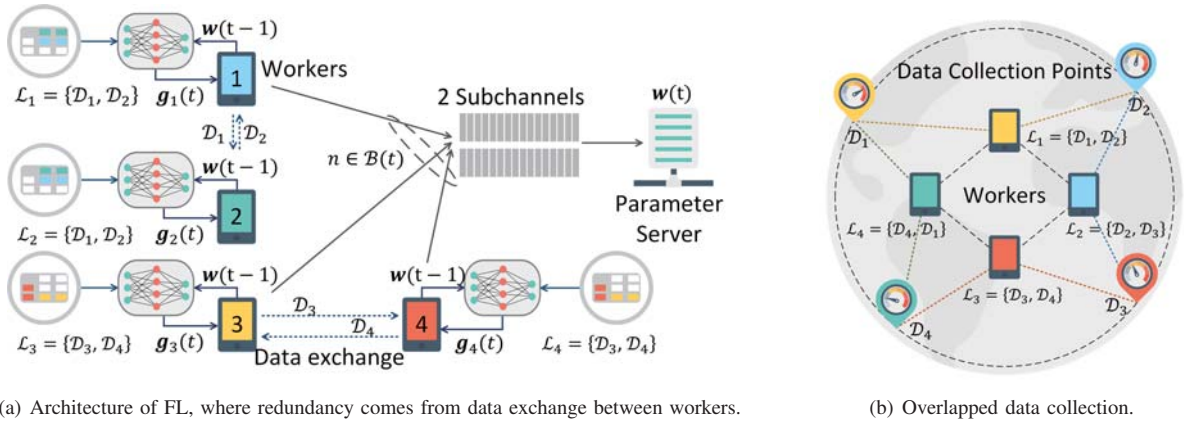 w(t−1)
1
Workers
ℒ₁ = {𝒟₁, 𝒟₂}
g₁(t)
𝒟₁
𝒟₂
2 Subchannels
w(t)
n ∈ ℬ(t)
w(t−1)
2
ℒ₂ = {𝒟₁, 𝒟₂}
g₂(t)
Parameter
Server
w(t−1)
w(t−1)
3
𝒟₃
𝒟₄
4
ℒ₃ = {𝒟₃, 𝒟₄}
g₃(t)
Data exchange
g₄(t)
ℒ₄ = {𝒟₃, 𝒟₄}
(a) Architecture of FL, where redundancy comes from data exchange between workers.
Data Collection Points
𝒟₂
𝒟₁
ℒ₁ = {𝒟₁, 𝒟₂}
Workers
ℒ₄ = {𝒟₄, 𝒟₁}
ℒ₂ = {𝒟₂, 𝒟₃}
ℒ₃ = {𝒟₃, 𝒟₄}
𝒟₃
𝒟₄
(b) Overlapped data collection.